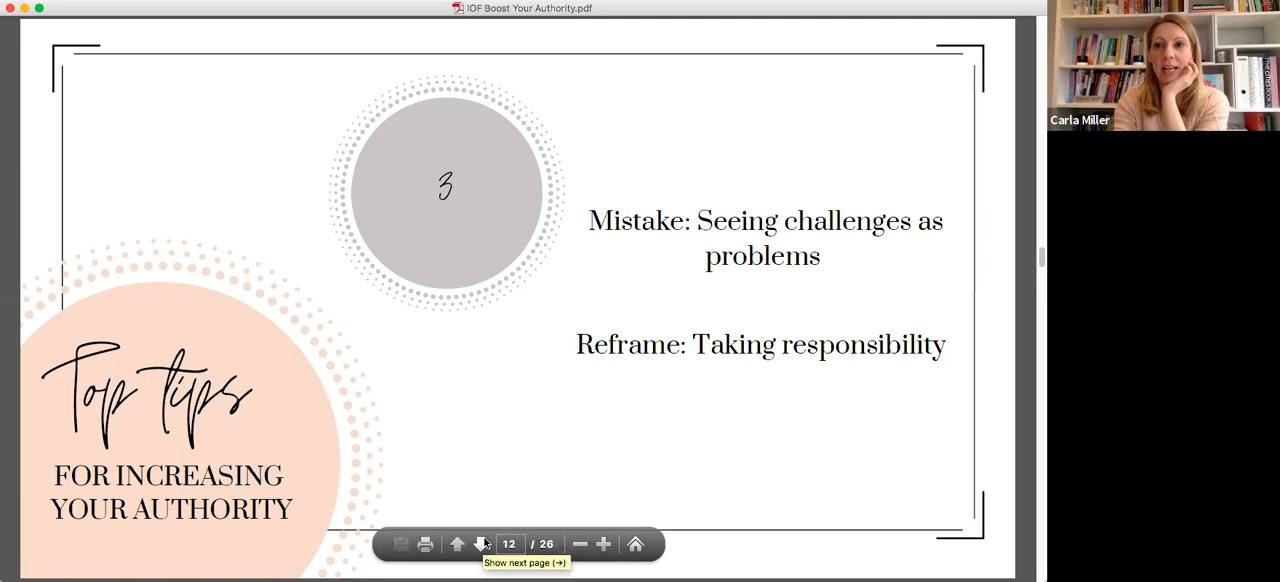 IOF Boost Your Authority.pdf
3
Mistake: Seeing challenges as
problems
Reframe: Taking responsibility
Top tips
FOR INCREASING
YOUR AUTHORITY
12 / 26
Show next page (→)
Carla Miller